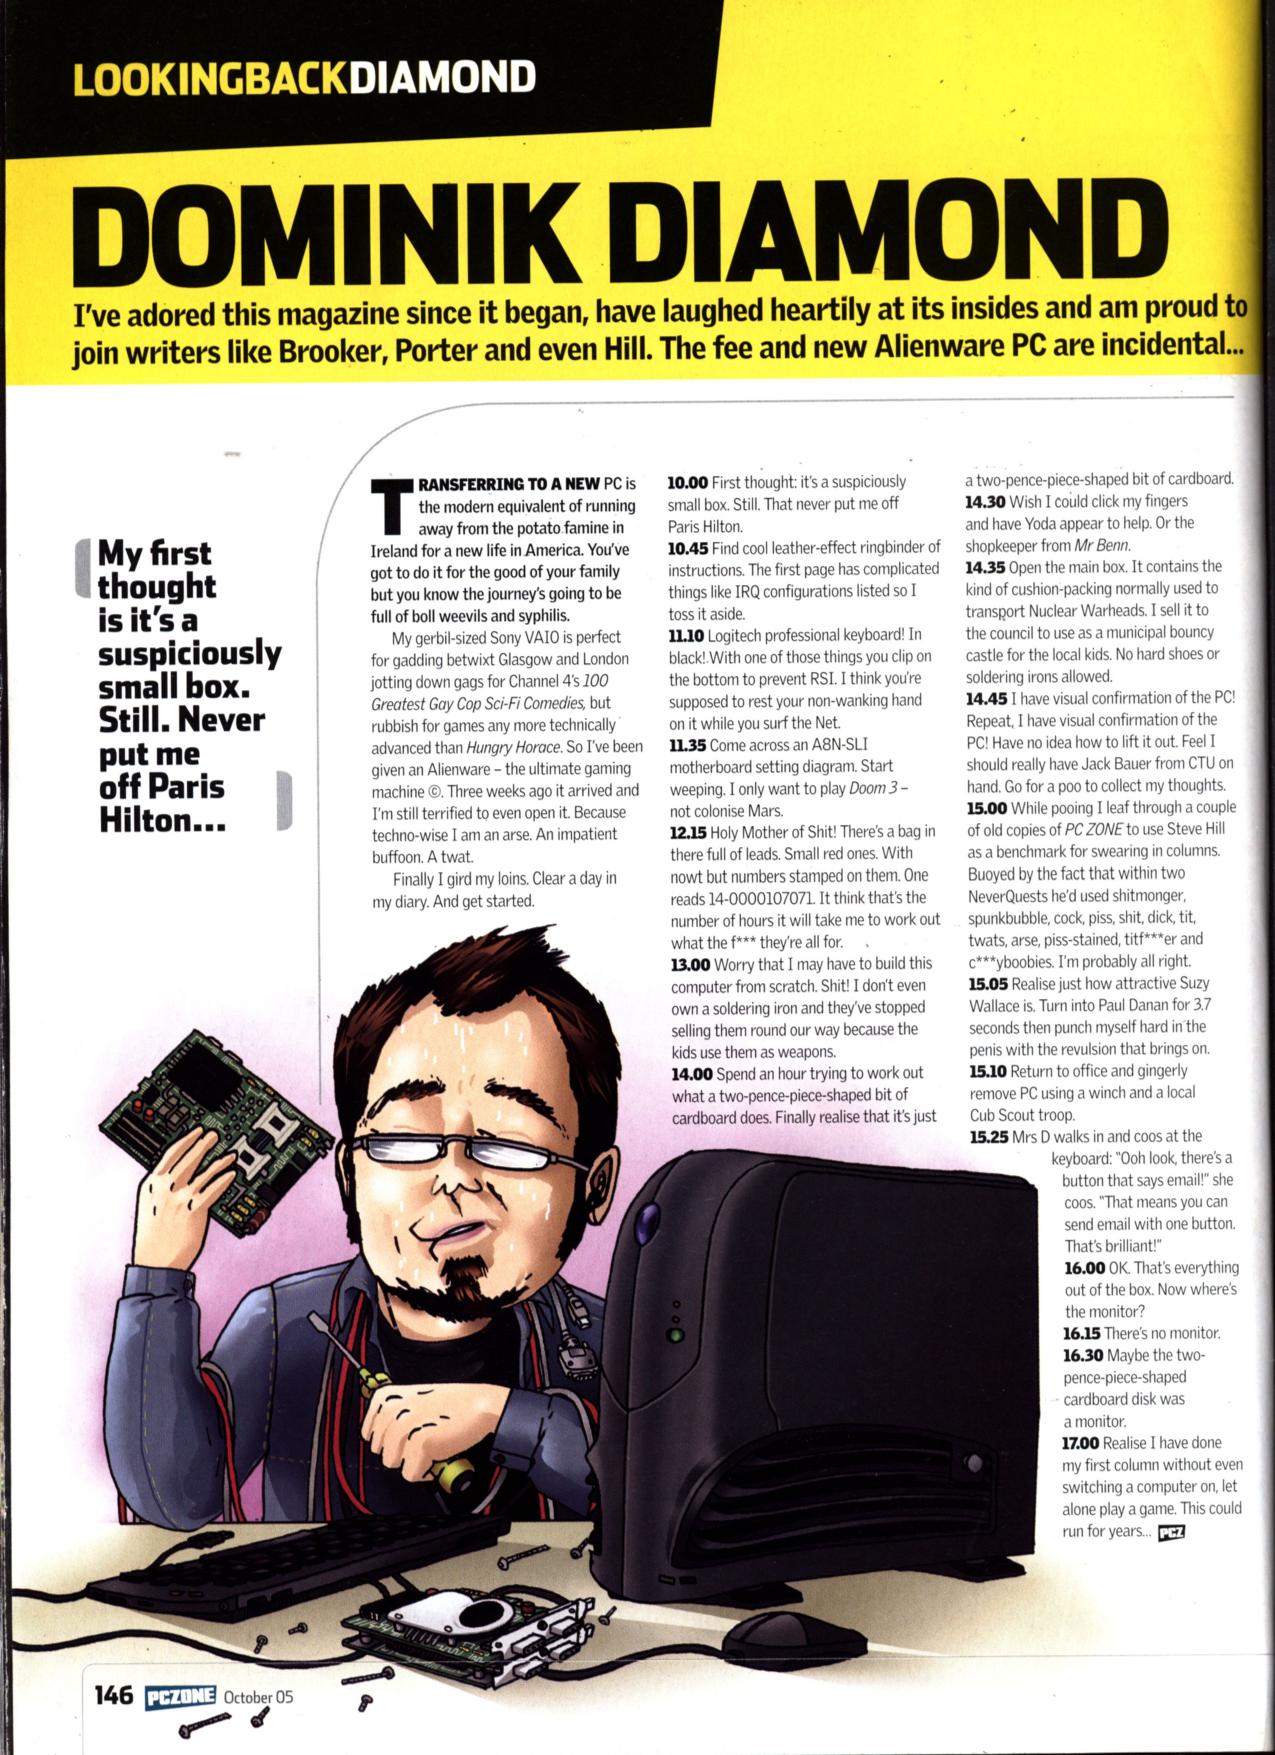 LOOKINGBACKDIAMOND
DOMINIK DIAMOND
I've adored this magazine since it began, have laughed heartily at its insides and am proud to
join writers like Brooker, Porter and even Hill. The fee and new Alienware PC are incidental...
My first
thought
is it's a
suspiciously
small box.
Still. Never
put me
off Paris
Hilton...
TRANSFERRING TO A NEW PC is
the modern equivalent of running
away from the potato famine in
Ireland for a new life in America. You've
got to do it for the good of your family
but you know the journey's going to be
full of boll weevils and syphilis.
My gerbil-sized Sony VAIO is perfect
for gadding betwixt Glasgow and London
jotting down gags for Channel 4's 100
Greatest Gay Cop Sci-Fi Comedies, but
rubbish for games any more technically
advanced than Hungry Horace. So I've been
given an Alienware – the ultimate gaming
machine ©. Three weeks ago it arrived and
I'm still terrified to even open it. Because
techno-wise I am an arse. An impatient
buffoon. A twat.
Finally I gird my loins. Clear a day in
my diary. And get started.
10.00 First thought: it's a suspiciously
small box. Still. That never put me off
Paris Hilton.
10.45 Find cool leather-effect ringbinder of
instructions. The first page has complicated
things like IRQ configurations listed so I
toss it aside.
11.10 Logitech professional keyboard! In
black! With one of those things you clip on
the bottom to prevent RSI. I think you're
supposed to rest your non-wanking hand
on it while you surf the Net.
11.35 Come across an A8N-SLI
motherboard setting diagram. Start
weeping. I only want to play Doom 3 –
not colonise Mars.
12.15 Holy Mother of Shit! There's a bag in
there full of leads. Small red ones. With
nowt but numbers stamped on them. One
reads 14-0000107071. It think that's the
number of hours it will take me to work out
what the f*** they're all for.
13.00 Worry that I may have to build this
computer from scratch. Shit! I don't even
own a soldering iron and they've stopped
selling them round our way because the
kids use them as weapons.
14.00 Spend an hour trying to work out
what a two-pence-piece-shaped bit of
cardboard does. Finally realise that it's just
a two-pence-piece-shaped bit of cardboard.
14.30 Wish I could click my fingers
and have Yoda appear to help. Or the
shopkeeper from Mr Benn.
14.35 Open the main box. It contains the
kind of cushion-packing normally used to
transport Nuclear Warheads. I sell it to
the council to use as a municipal bouncy
castle for the local kids. No hard shoes or
soldering irons allowed.
14.45 I have visual confirmation of the PC!
Repeat, I have visual confirmation of the
PC! Have no idea how to lift it out. Feel I
should really have Jack Bauer from CTU on
hand. Go for a poo to collect my thoughts.
15.00 While pooing I leaf through a couple
of old copies of PC ZONE to use Steve Hill
as a benchmark for swearing in columns.
Buoyed by the fact that within two
NeverQuests he'd used shitmonger,
spunkbubble, cock, piss, shit, dick, tit,
twats, arse, piss-stained, titf***er and
c***yboobies. I'm probably all right.
15.05 Realise just how attractive Suzy
Wallace is. Turn into Paul Danan for 3.7
seconds then punch myself hard in the
penis with the revulsion that brings on.
15.10 Return to office and gingerly
remove PC using a winch and a local
Cub Scout troop.
15.25 Mrs D walks in and coos at the
keyboard: "Ooh look, there's a
button that says email!" she
coos. "That means you can
send email with one button.
That's brilliant!"
16.00 OK. That's everything
out of the box. Now where's
the monitor?
16.15 There's no monitor.
16.30 Maybe the two-
pence-piece-shaped
cardboard disk was
a monitor.
17.00 Realise I have done
my first column without even
switching a computer on, let
alone play a game. This could
run for years... PCZ
146 PCZONE October 05